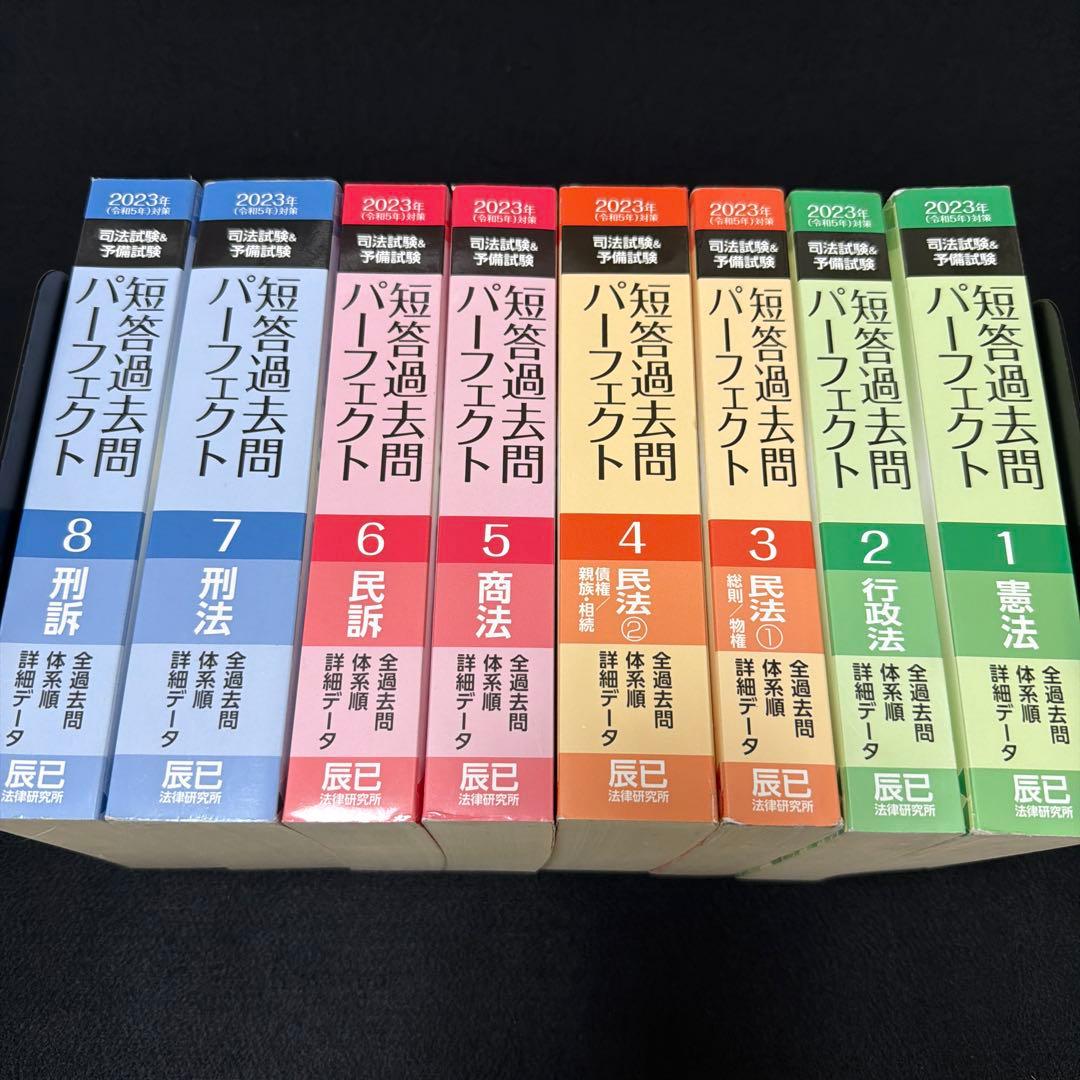 2023年
(令和5年)対策
司法試験&
予備試験
短答過去問
パーフェクト
8
刑訴
全過去問
体系順
詳細データ
辰已
法律研究所
2023年
(令和5年)対策
司法試験&
予備試験
短答過去問
パーフェクト
7
刑法
全過去問
体系順
詳細データ
辰已
法律研究所
2023年
(令和5年)対策
司法試験&
予備試験
短答過去問
パーフェクト
6
民訴
全過去問
体系順
詳細データ
辰已
法律研究所
2023年
(令和5年)対策
司法試験&
予備試験
短答過去問
パーフェクト
5
商法
全過去問
体系順
詳細データ
辰已
法律研究所
2023年
(令和5年)対策
司法試験&
予備試験
短答過去問
パーフェクト
4
民法②
債権/
親族・相続
全過去問
体系順
詳細データ
辰已
法律研究所
2023年
(令和5年)対策
司法試験&
予備試験
短答過去問
パーフェクト
3
民法①
総則/物権
全過去問
体系順
詳細データ
辰已
法律研究所
2023年
(令和5年)対策
司法試験&
予備試験
短答過去問
パーフェクト
2
行政法
全過去問
体系順
詳細データ
辰已
法律研究所
2023年
(令和5年)対策
司法試験&
予備試験
短答過去問
パーフェクト
1
憲法
全過去問
体系順
詳細データ
辰已
法律研究所